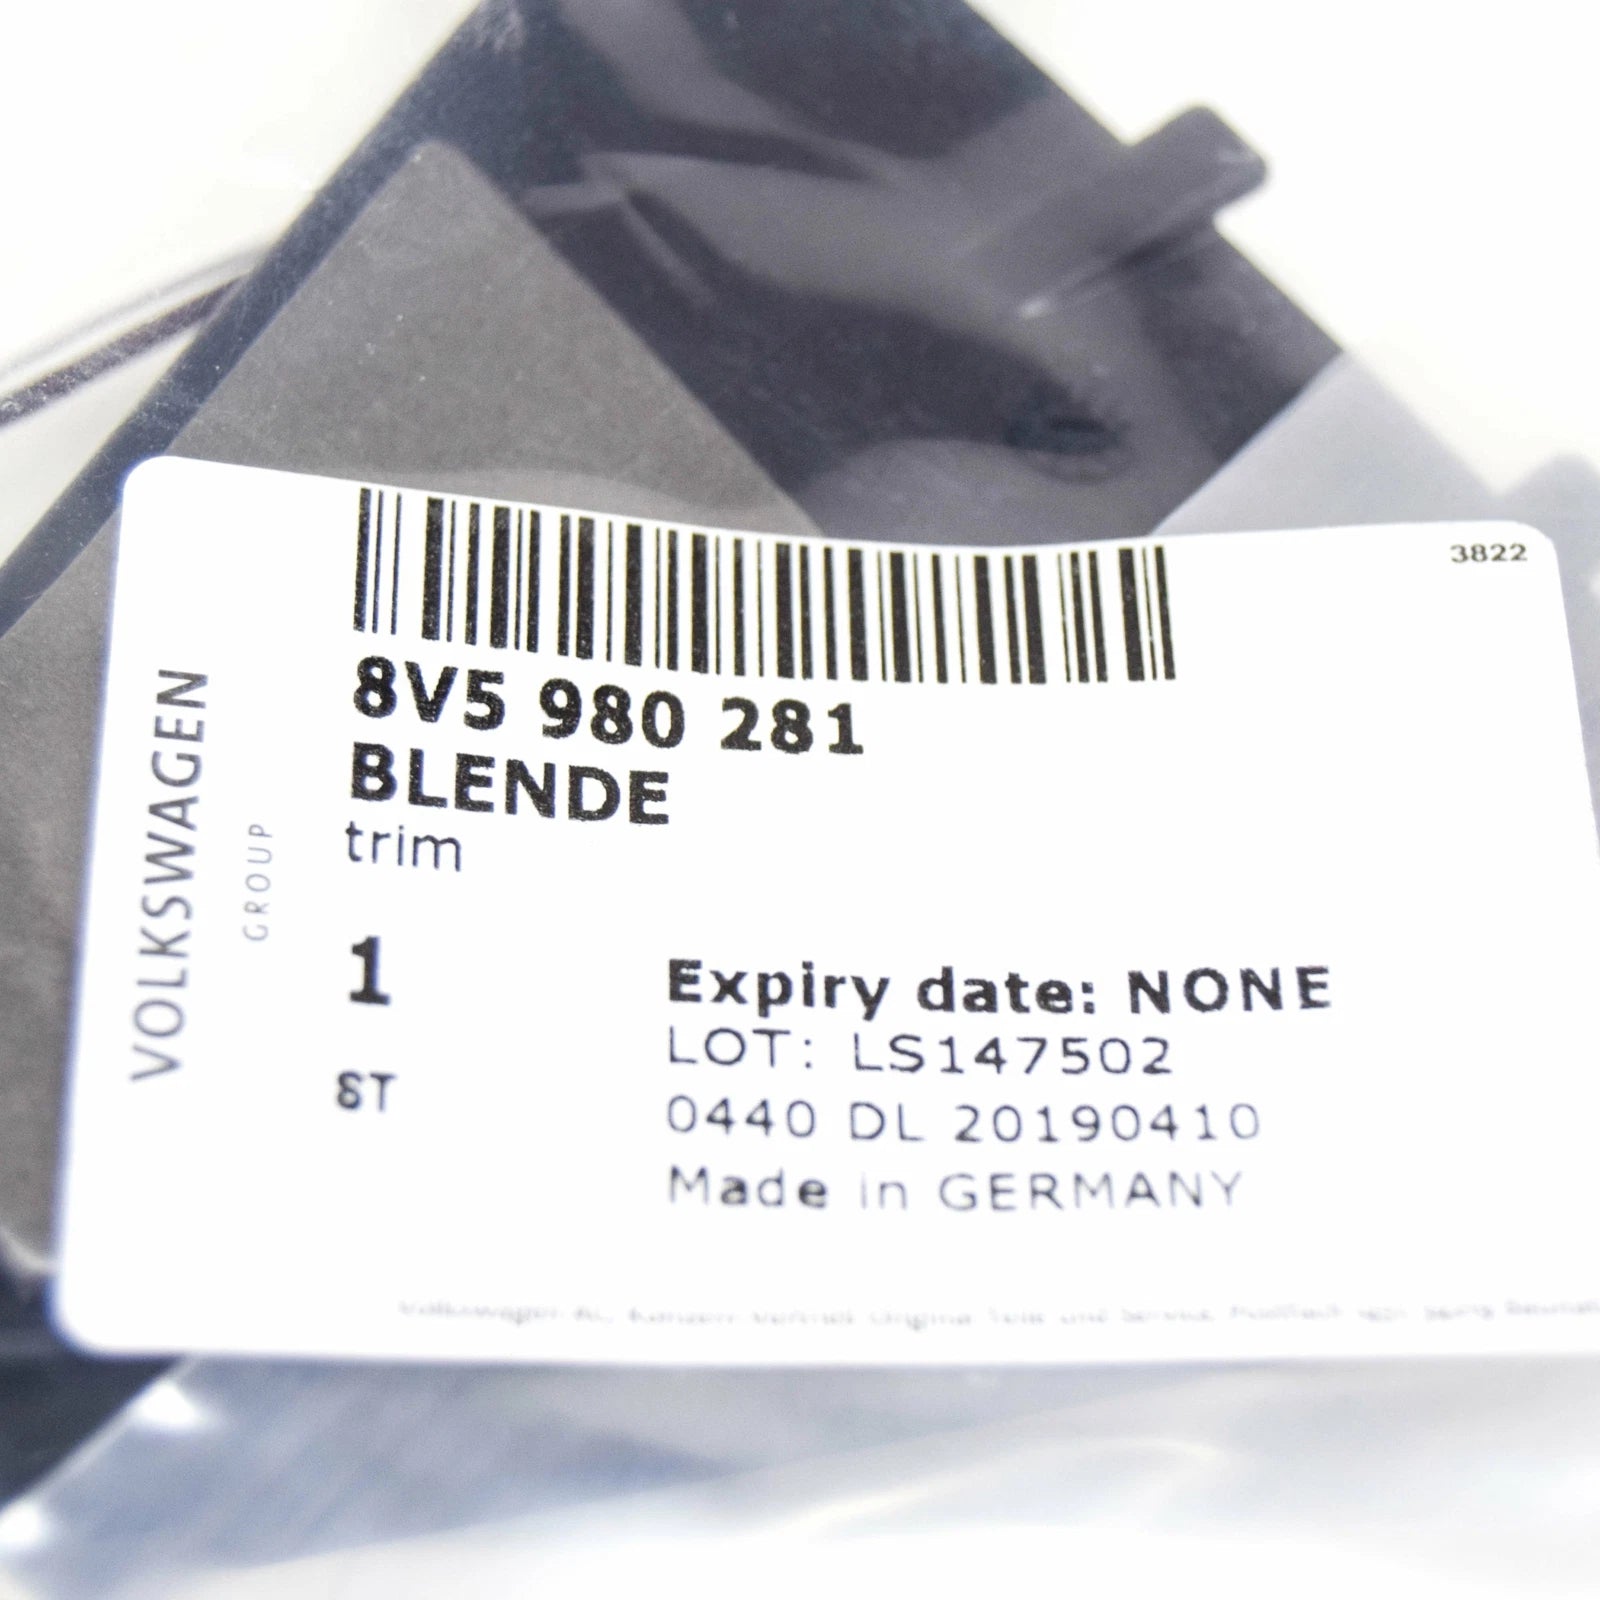 3822
8V5 980 281
BLENDE
trim
1
ST
Expiry date: NONE
LOT: LS147502
0440 DL 20190410
Made in GERMANY
VOLKSWAGEN
GROUP